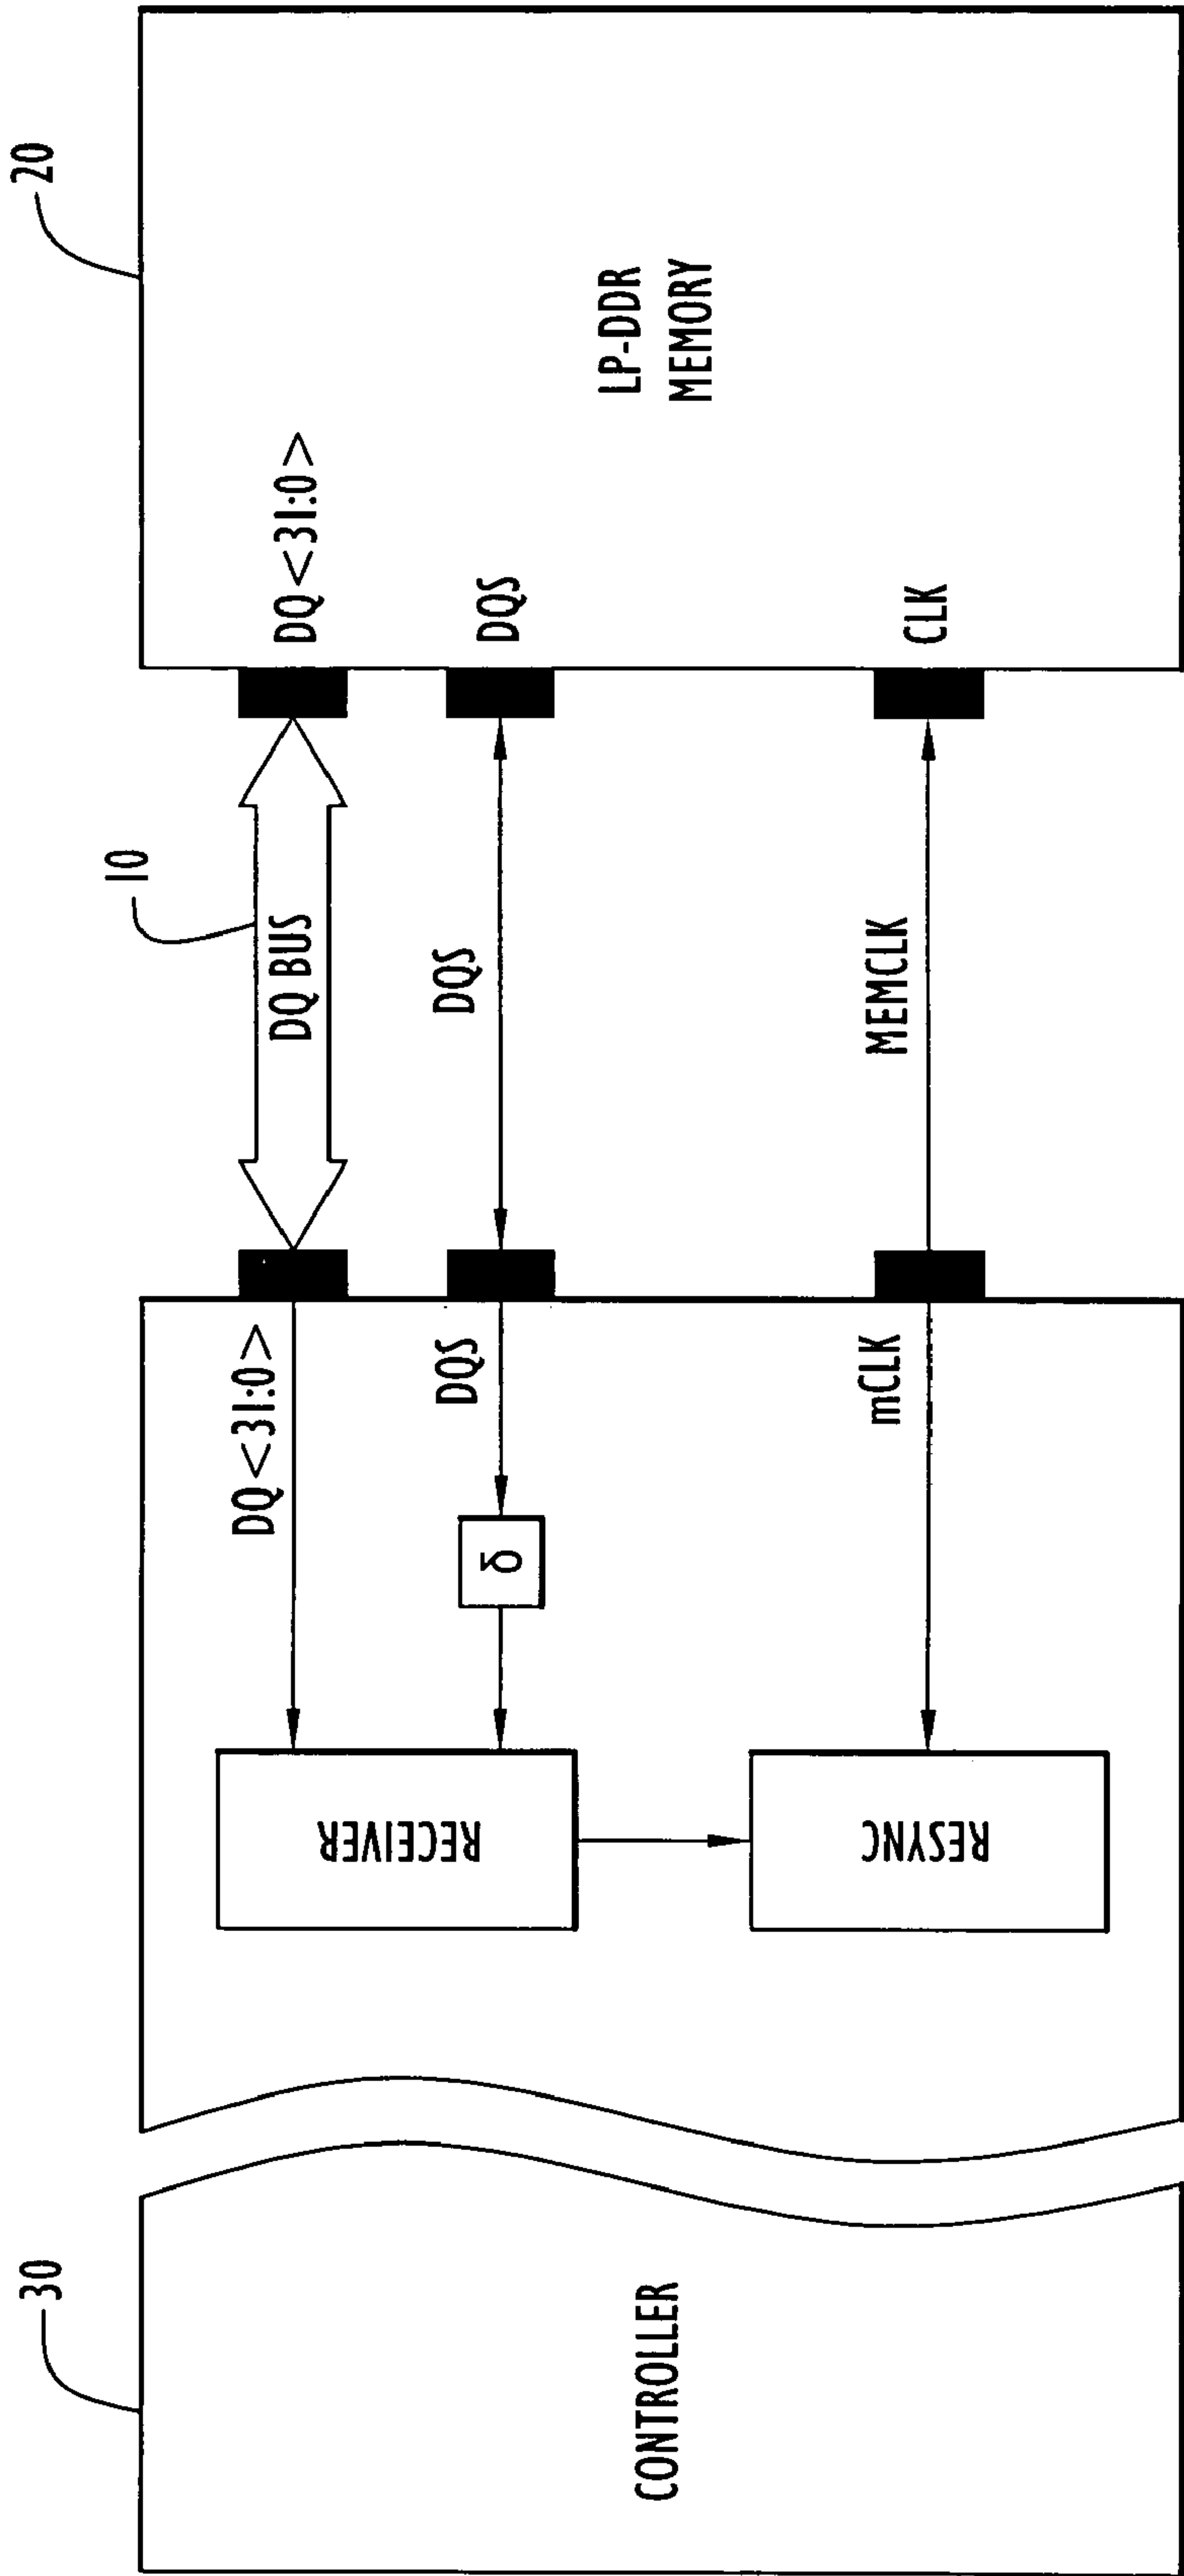 30
10
20
CONTROLLER
DQ<31:0>
DQ BUS
DQ<31:0>
RECEIVER
DQS
δ
DQS
DQS
LP-DDR
MEMORY
RESYNC
mCLK
MEMCLK
CLK